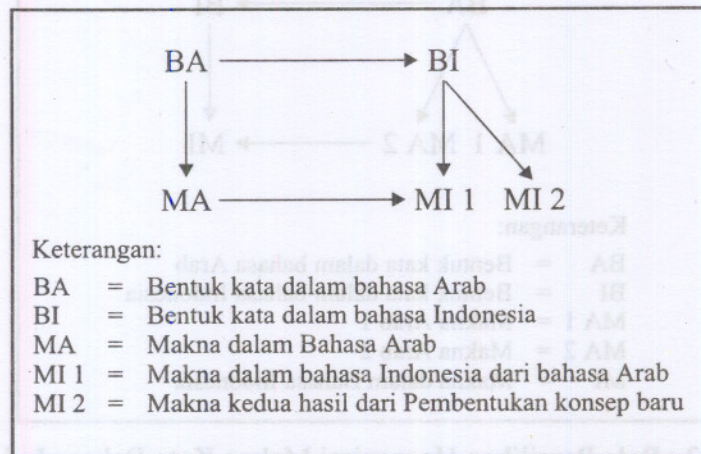 BA BI
MA MI 1 MI 2
Keterangan:
BA = Bentuk kata dalam bahasa Arab
BI = Bentuk kata dalam bahasa Indonesia
MA = Makna dalam Bahasa Arab
MI 1 = Makna dalam bahasa Indonesia dari bahasa Arab
MI 2 = Makna kedua hasil dari Pembentukan konsep baru